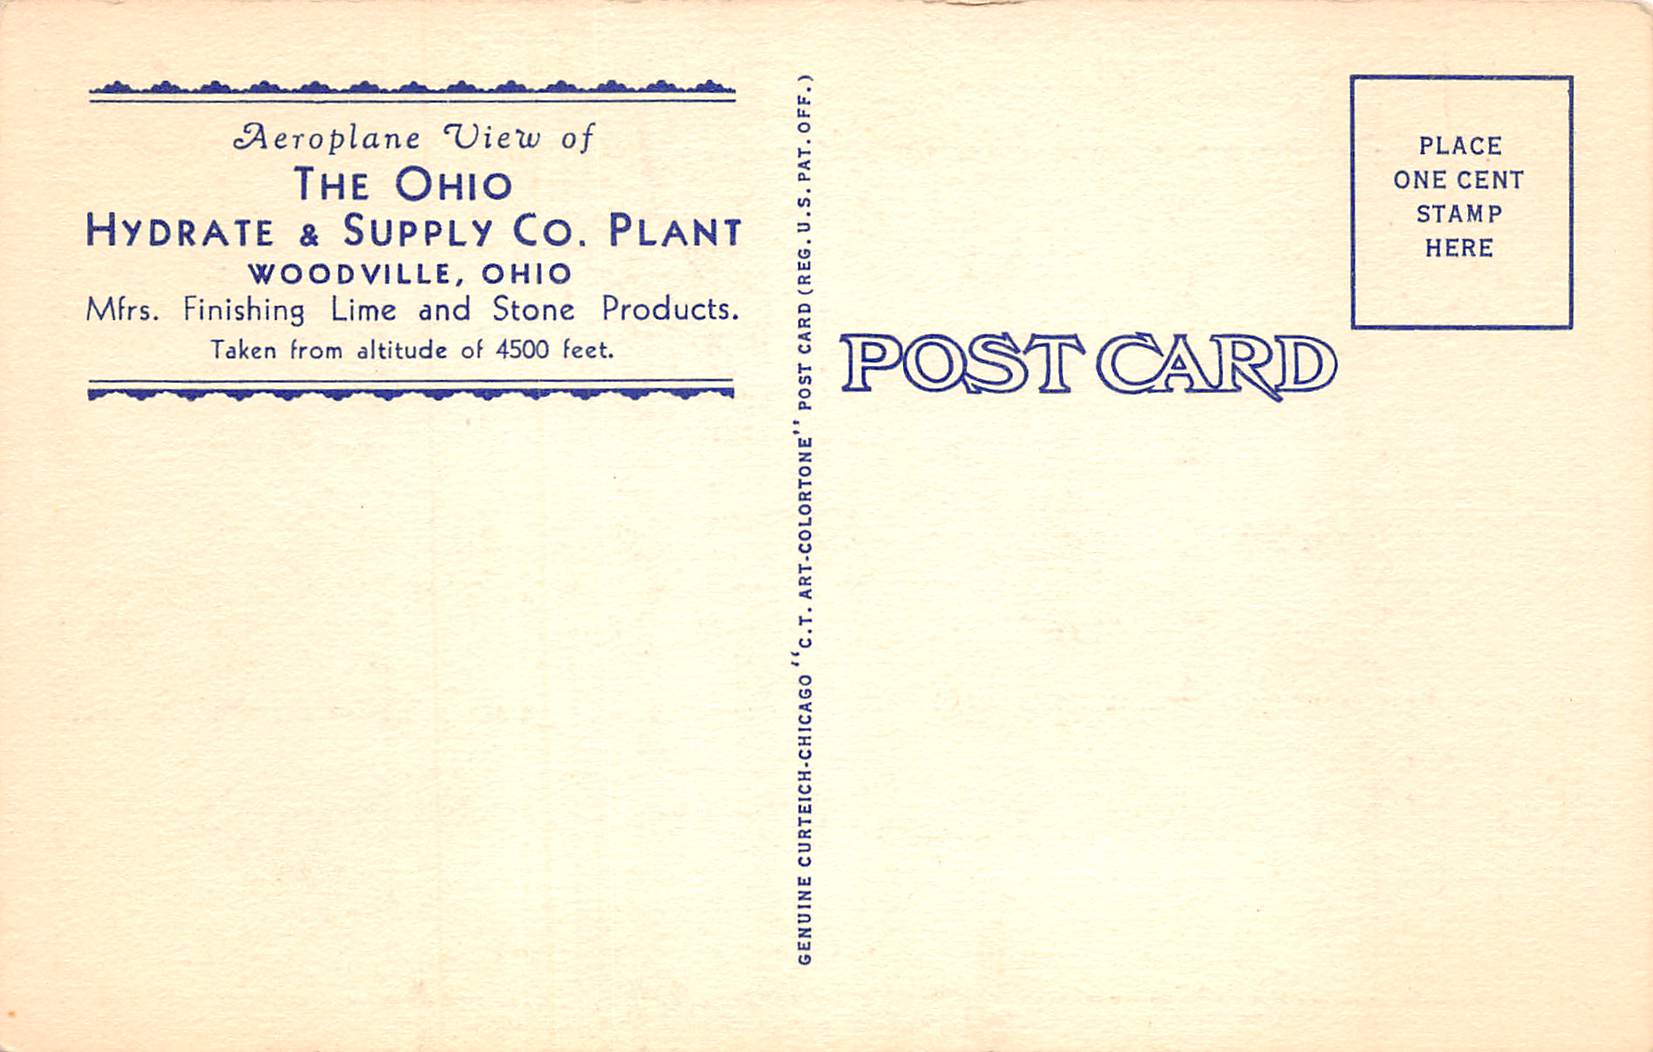 Aeroplane View of
THE OHIO
HYDRATE & SUPPLY CO. PLANT
WOODVILLE, OHIO
Mfrs. Finishing Lime and Stone Products.
Taken from altitude of 4500 feet.
GENUINE CURTEICH-CHICAGO "C.T. ART-COLORTONE" POST CARD (REG. U.S. PAT. OFF.)
POST CARD
PLACE
ONE CENT
STAMP
HERE